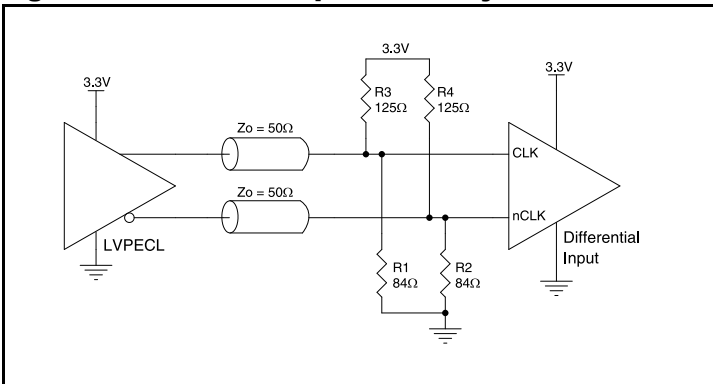 3.3V
3.3V
3.3V
R3
125Ω
R4
125Ω
Zo = 50Ω
CLK
Zo = 50Ω
nCLK
LVPECL
Differential
Input
R1
84Ω
R2
84Ω